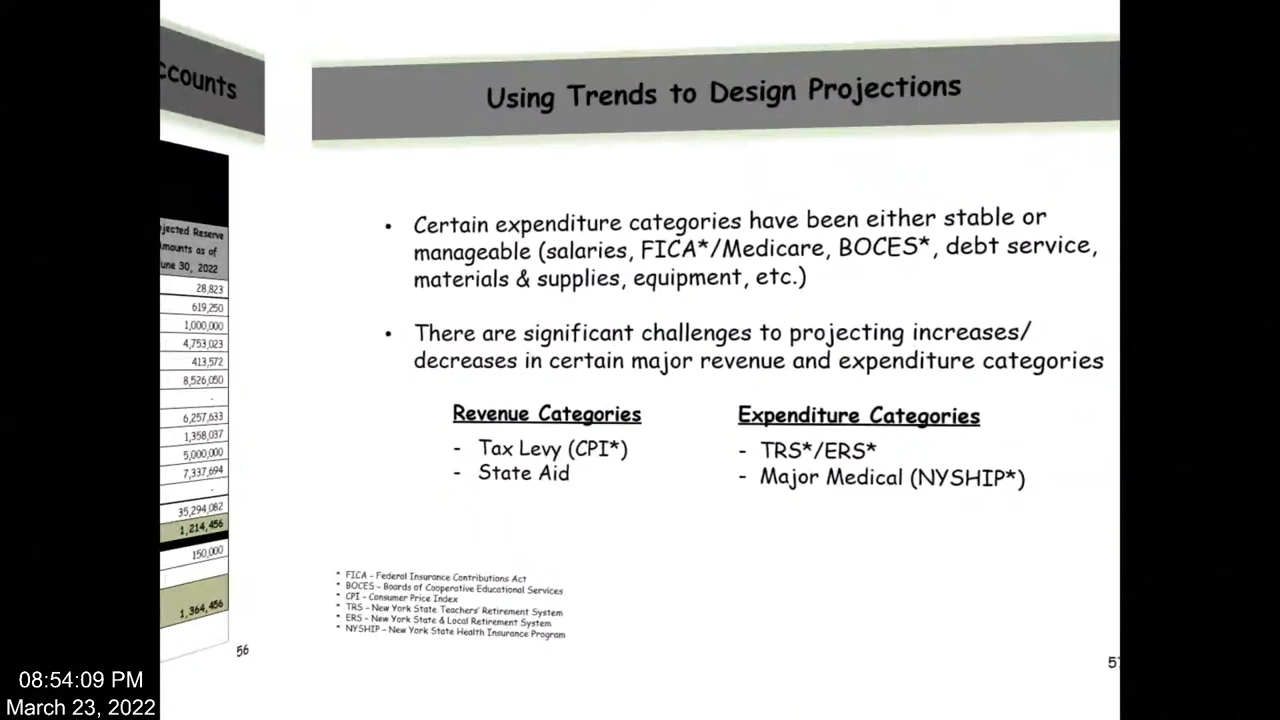 Using Trends to Design Projections
• Certain expenditure categories have been either stable or
manageable (salaries, FICA*/Medicare, BOCES*, debt service,
materials & supplies, equipment, etc.)
• There are significant challenges to projecting increases/
decreases in certain major revenue and expenditure categories
Revenue Categories
- Tax Levy (CPI*)
- State Aid
Expenditure Categories
- TRS*/ERS*
- Major Medical (NYSHIP*)
* FICA - Federal Insurance Contributions Act
* BOCES - Boards of Cooperative Educational Services
* CPI - Consumer Price Index
* TRS - New York State Teachers' Retirement System
* ERS - New York State & Local Retirement System
* NYSHIP - New York State Health Insurance Program
ccounts
jected Reserve
mounts as of
une 30, 2022
28,823
619,250
1,000,000
4,753,023
413,572
8,526,050
-
6,257,633
1,358,037
5,000,000
7,337,694
-
35,294,082
1,214,456
150,000
1,364,456
56
08:54:09 PM
March 23, 2022